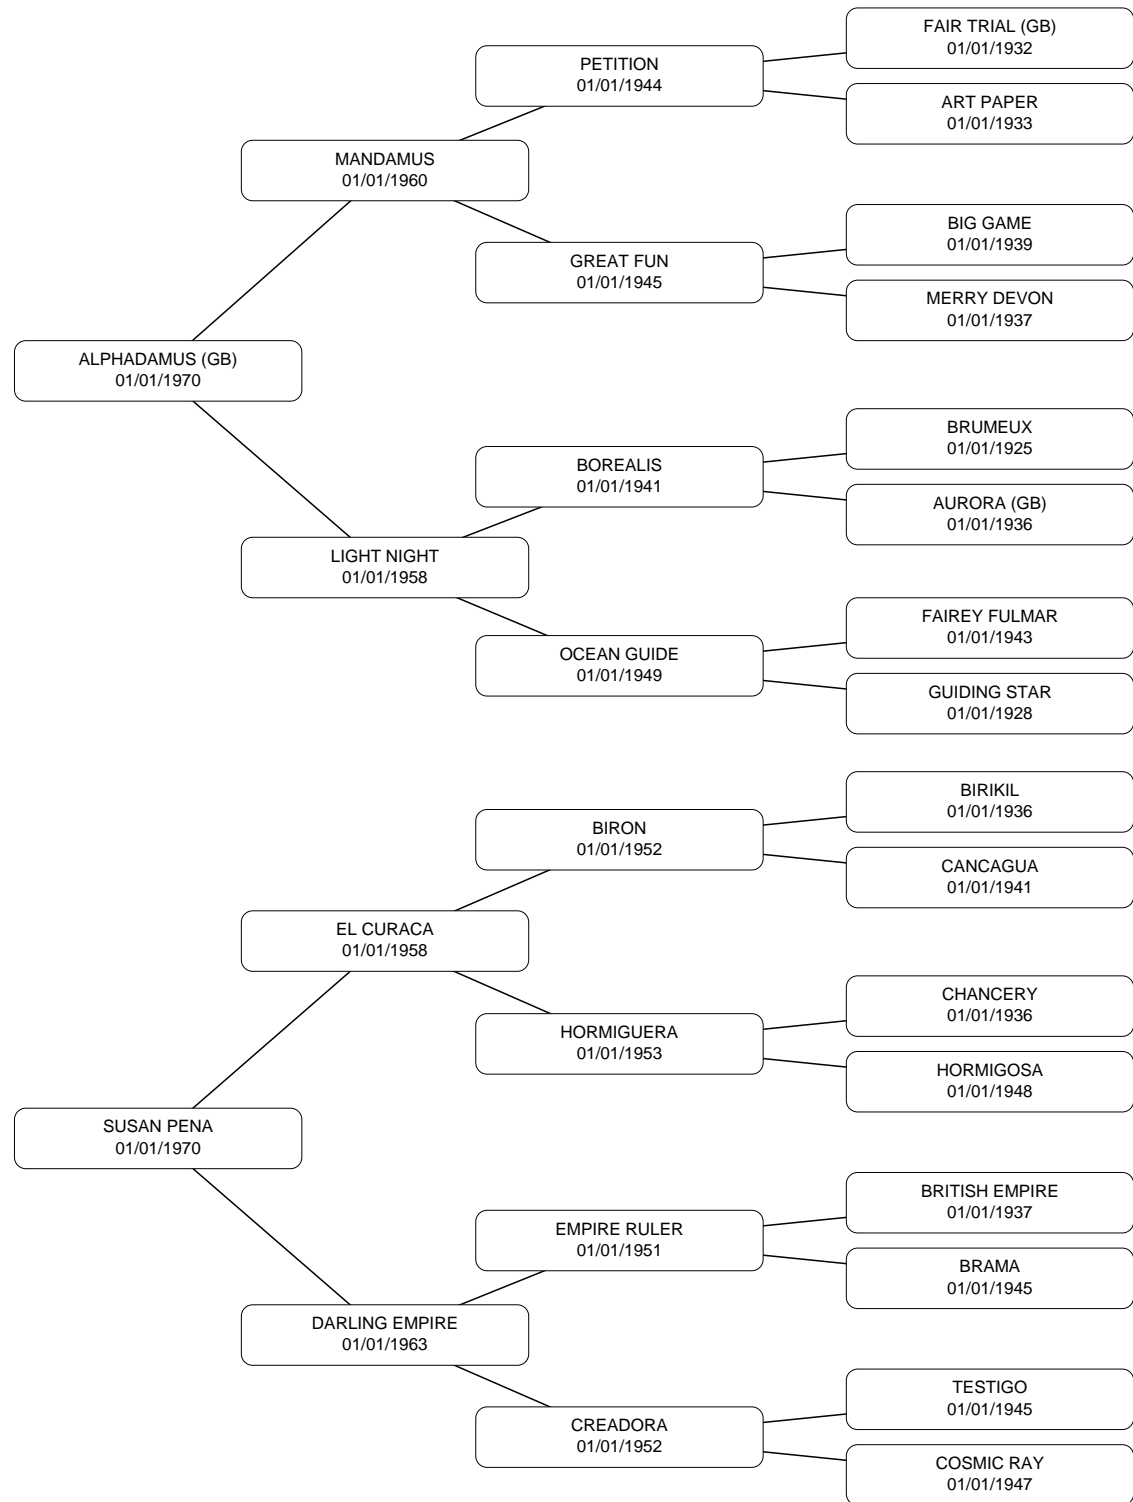 FAIR TRIAL (GB)
01/01/1932
PETITION
01/01/1944
ART PAPER
01/01/1933
MANDAMUS
01/01/1960
BIG GAME
01/01/1939
GREAT FUN
01/01/1945
MERRY DEVON
01/01/1937
ALPHADAMUS (GB)
01/01/1970
BRUMEUX
01/01/1925
BOREALIS
01/01/1941
AURORA (GB)
01/01/1936
LIGHT NIGHT
01/01/1958
FAIREY FULMAR
01/01/1943
OCEAN GUIDE
01/01/1949
GUIDING STAR
01/01/1928
BIRIKIL
01/01/1936
BIRON
01/01/1952
CANCAGUA
01/01/1941
EL CURACA
01/01/1958
CHANCERY
01/01/1936
HORMIGUERA
01/01/1953
HORMIGOSA
01/01/1948
SUSAN PENA
01/01/1970
BRITISH EMPIRE
01/01/1937
EMPIRE RULER
01/01/1951
BRAMA
01/01/1945
DARLING EMPIRE
01/01/1963
TESTIGO
01/01/1945
CREADORA
01/01/1952
COSMIC RAY
01/01/1947